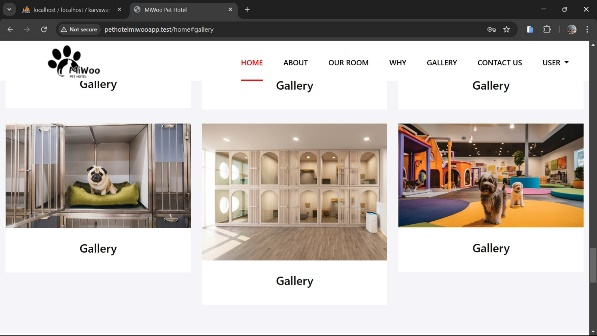 localhost / localhost / karyawan
MiWoo Pet Hotel
Not secure
pethotelmiwooapp.test/home#gallery
MiWoo
PET HOTEL
HOME ABOUT OUR ROOM WHY GALLERY CONTACT US USER
Gallery Gallery Gallery
Gallery Gallery Gallery